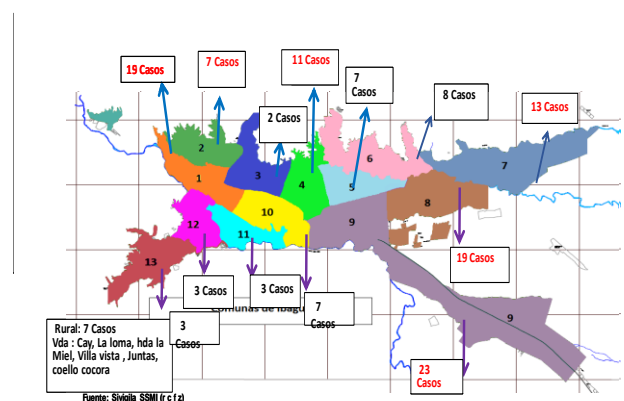 19 Casos
7 Casos
11 Casos
7
Casos
8 Casos
13 Casos
2 Casos
2
3
4
6
5
7
1
10
8
12
11
9
13
9
3 Casos
3 Casos
7
Casos
19 Casos
3
Casos
23
Casos
Comunas de Ibagu
Rural: 7 Casos
Vda : Cay, La loma, hda la
Miel, Villa vista , Juntas,
coello cocora
Fuente: Sivigila SSMI (r c f z)